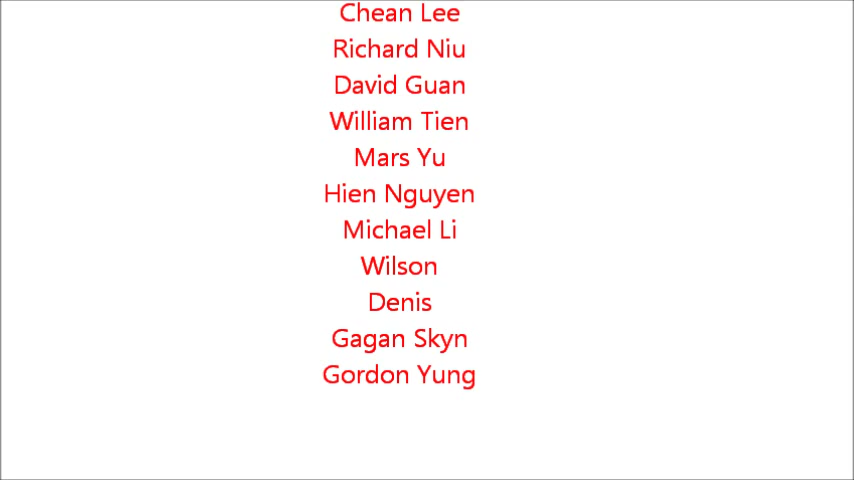 Chean Lee
Richard Niu
David Guan
William Tien
Mars Yu
Hien Nguyen
Michael Li
Wilson
Denis
Gagan Skyn
Gordon Yung